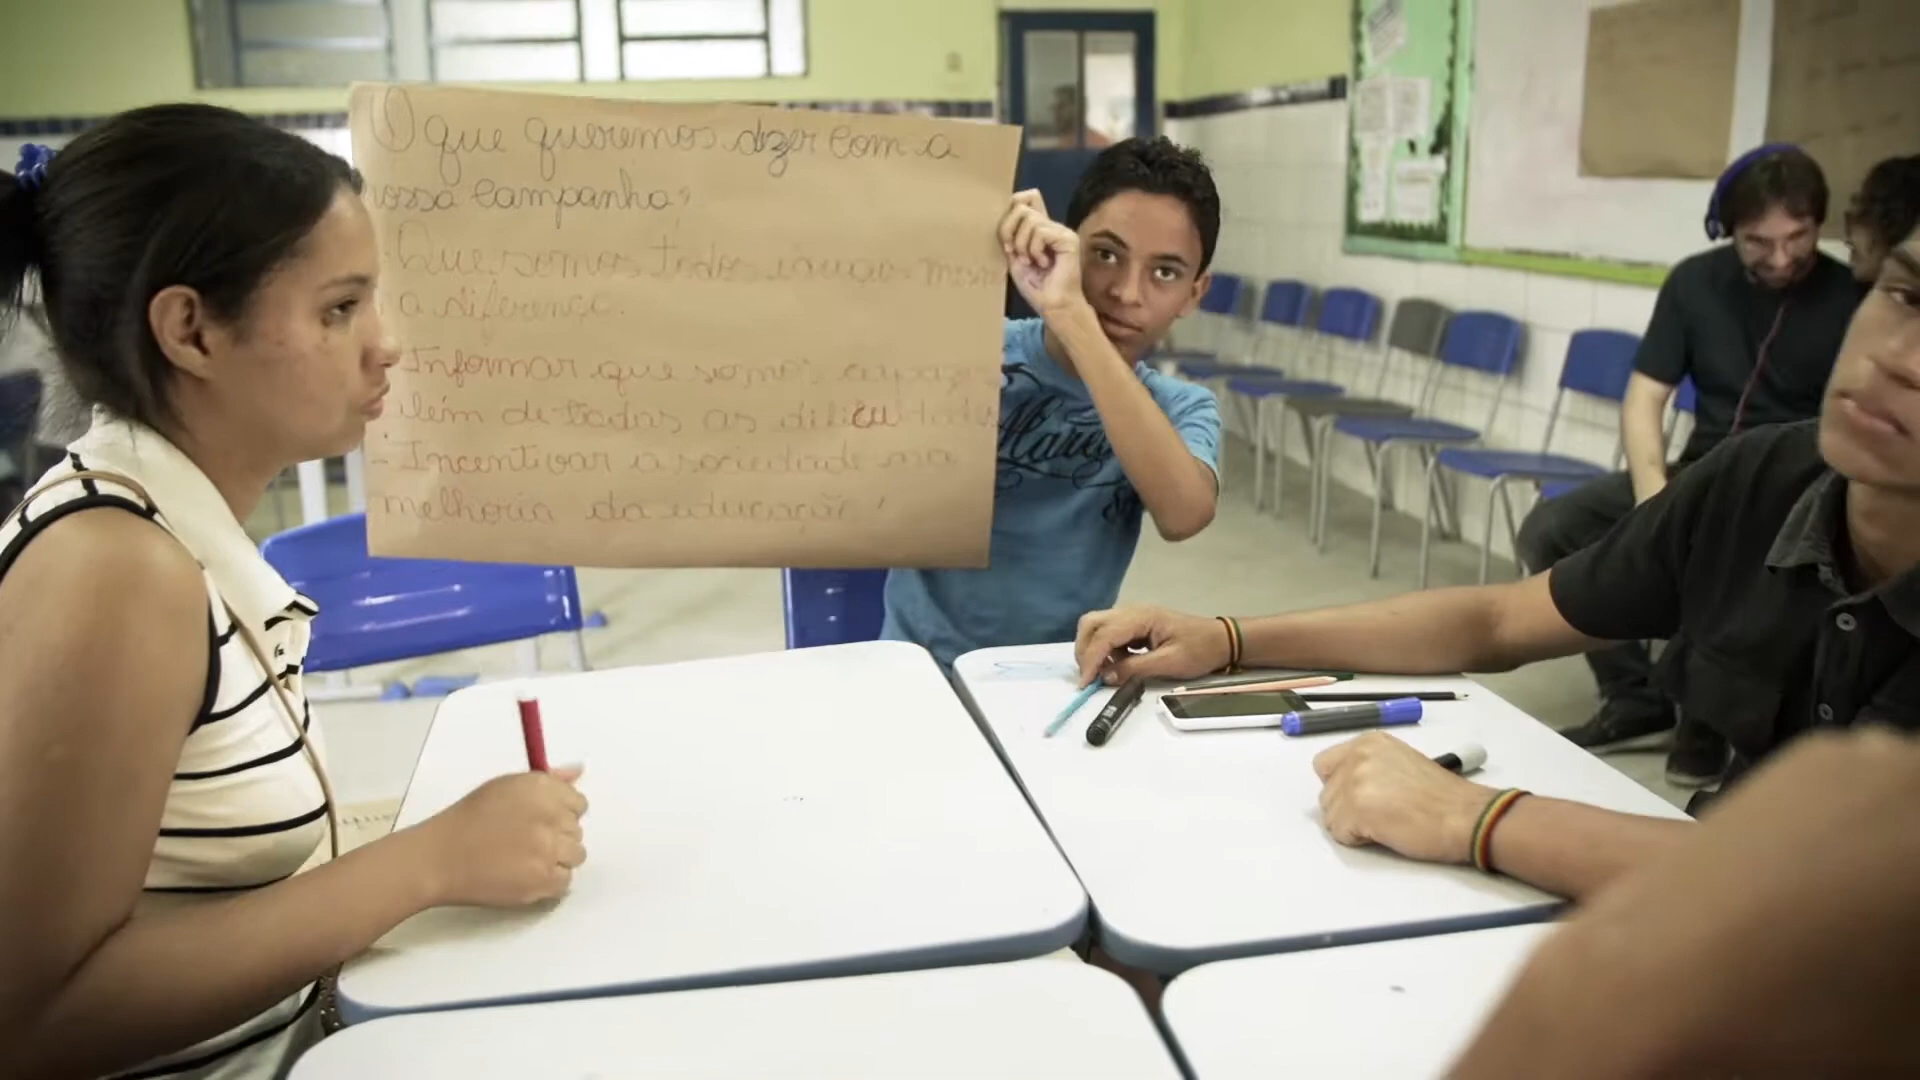 O que queremos dizer com a
nossa campanha?
- Que somos todos iguais mesmo
a diferença.
- Informar que somos capazes
além de todas as dificuldades
- Incentivar a sociedade na
melhoria da educação!